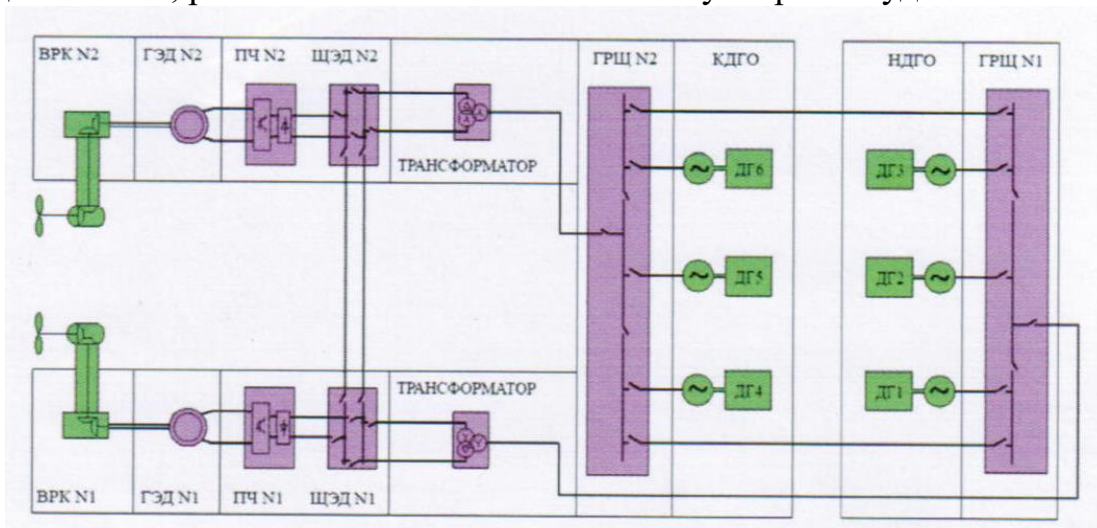 ВРК N2 ГЭД N2 ПЧ N2 ЩЭД N2 ГРЩ N2 КДГО НДГО ГРЩ N1
ТРАНСФОРМАТОР
ДГ6 ДГ3
ДГ5 ДГ2
ТРАНСФОРМАТОР
ДГ4 ДГ1
ВРК N1 ГЭД N1 ПЧ N1 ЩЭД N1